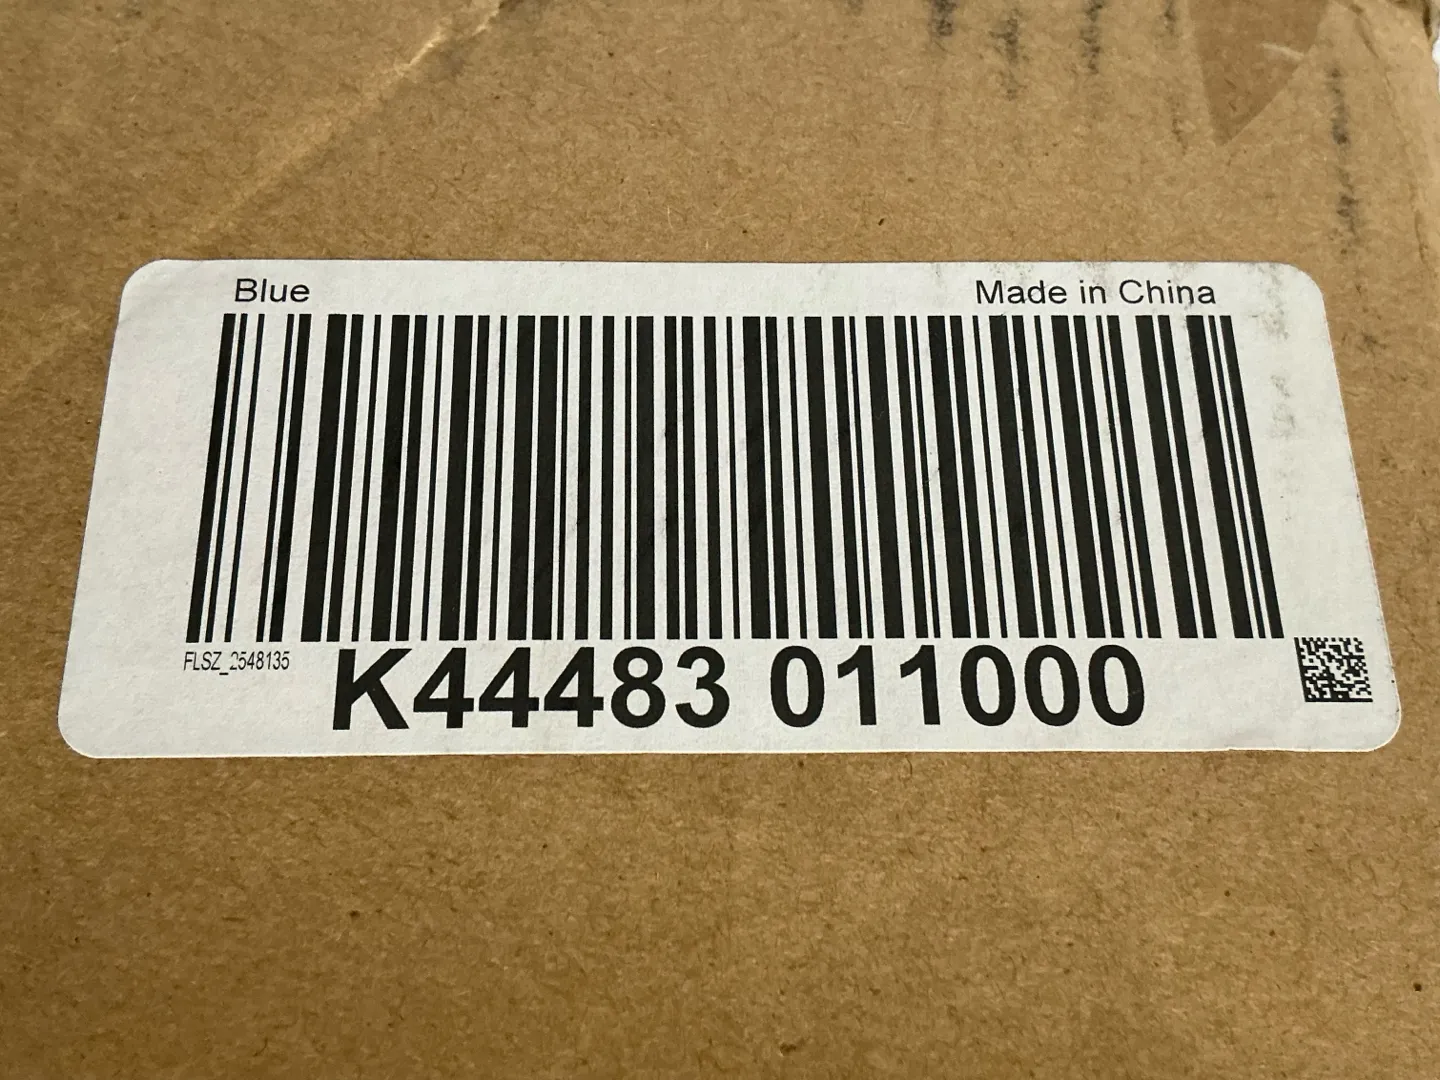 Blue
Made in China
FLSZ_2548135
K44483 011000